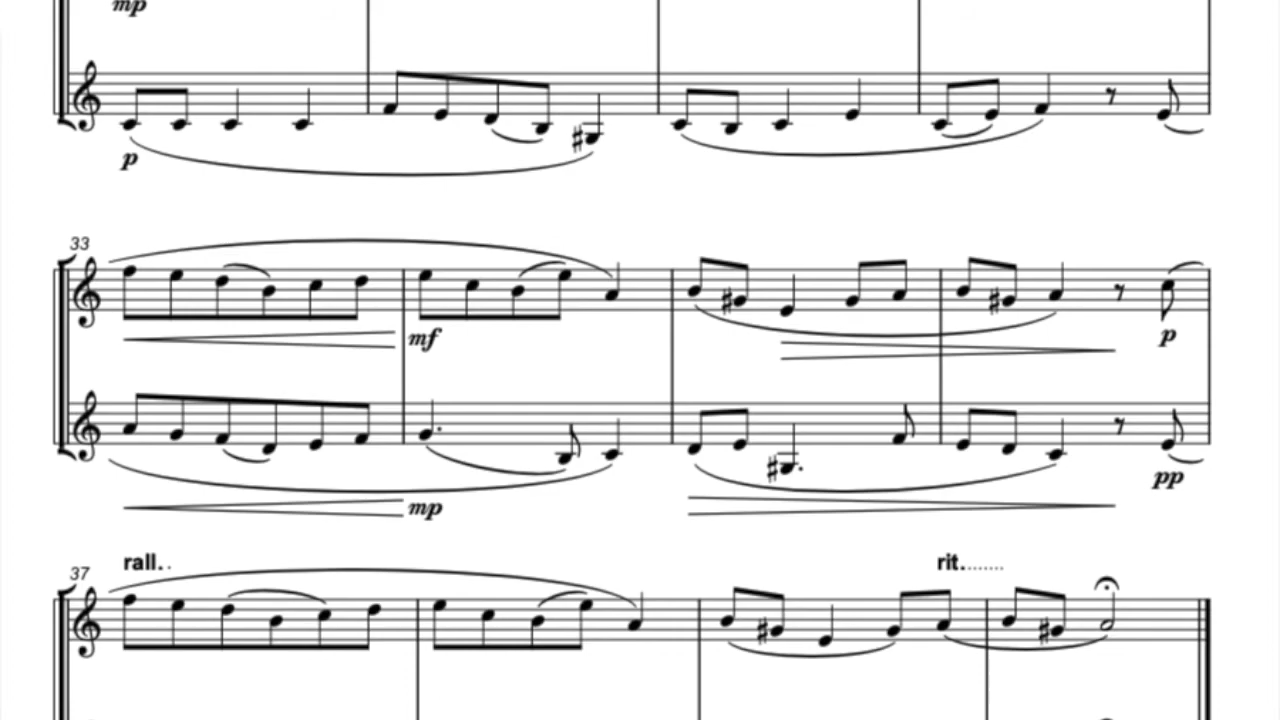 mp
p
33
mf
p
mp
pp
rall. .
rit. .......
37